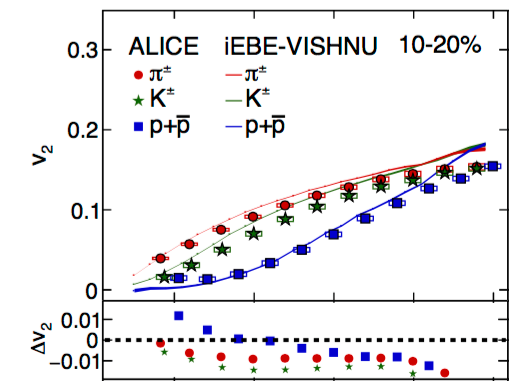 0.3
0.2
0.1
0
v₂
ALICE iEBE-VISHNU 10-20%
π± π±
K± K±
p+p̅ p+p̅
0.01
0
−0.01
Δv₂